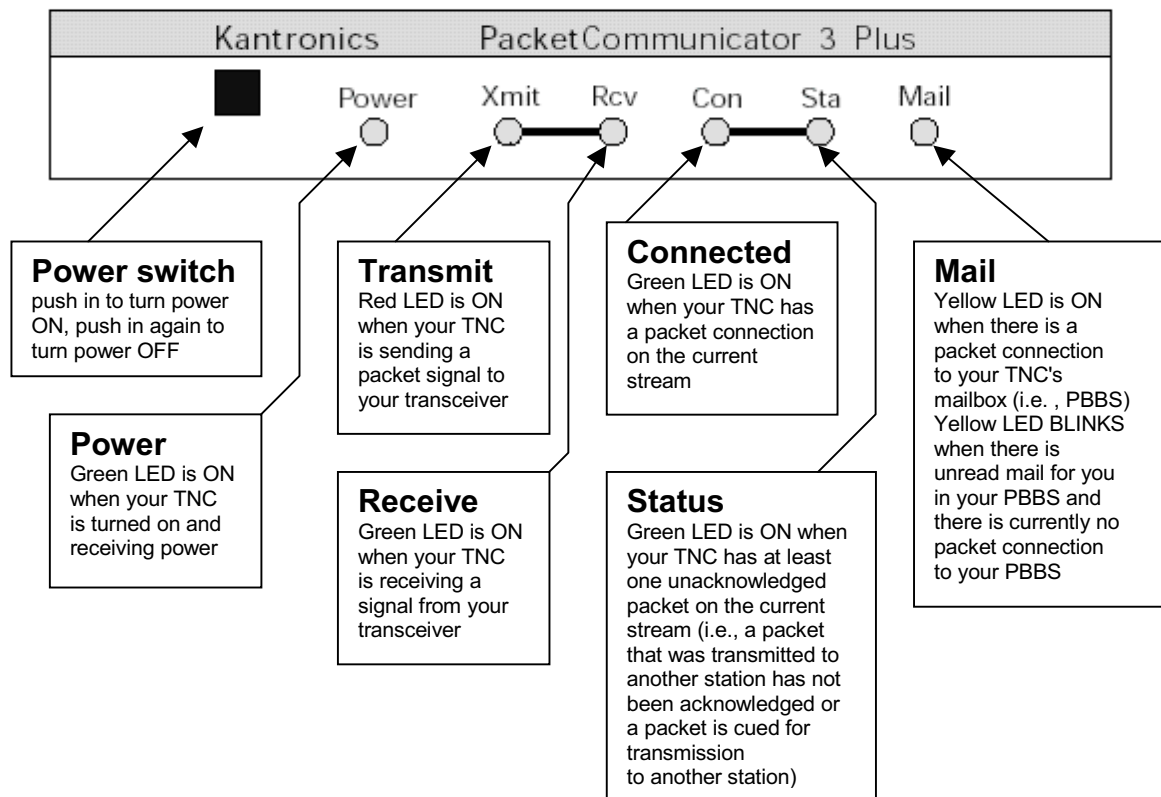 Kantronics PacketCommunicator 3 Plus
Power Xmit Rcv Con Sta Mail
Power switch
push in to turn power
ON, push in again to
turn power OFF
Power
Green LED is ON
when your TNC
is turned on and
receiving power
Transmit
Red LED is ON
when your TNC
is sending a
packet signal to
your transceiver
Receive
Green LED is ON
when your TNC
is receiving a
signal from your
transceiver
Connected
Green LED is ON
when your TNC has
a packet connection
on the current
stream
Status
Green LED is ON when
your TNC has at least
one unacknowledged
packet on the current
stream (i.e., a packet
that was transmitted to
another station has not
been acknowledged or
a packet is cued for
transmission
to another station)
Mail
Yellow LED is ON
when there is a
packet connection
to your TNC's
mailbox (i.e. , PBBS)
Yellow LED BLINKS
when there is
unread mail for you
in your PBBS and
there is currently no
packet connection
to your PBBS